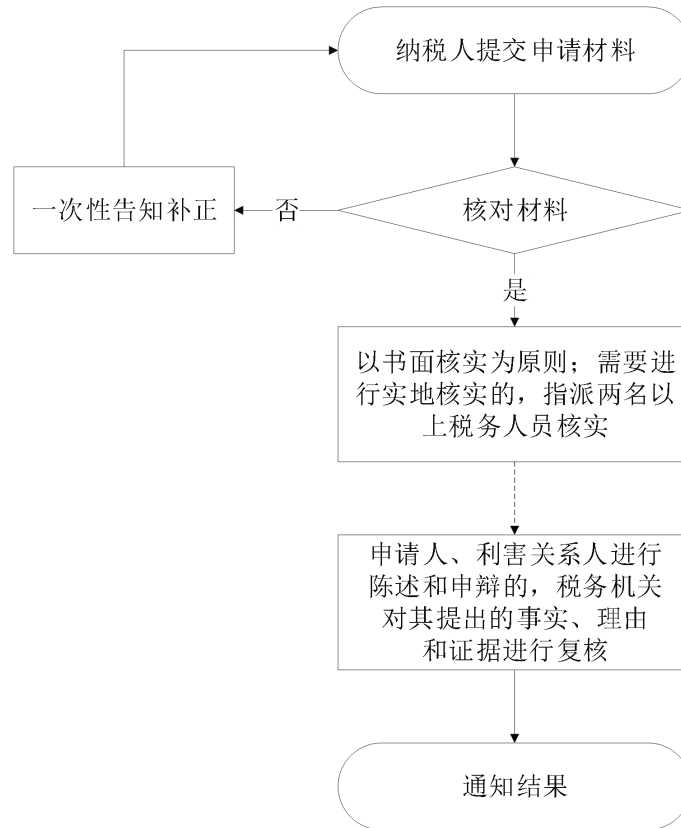 纳税人提交申请材料
一次性告知补正
否
核对材料
是
以书面核实为原则；需要进
行实地核实的，指派两名以
上税务人员核实
申请人、利害关系人进行
陈述和申辩的，税务机关
对其提出的事实、理由
和证据进行复核
通知结果